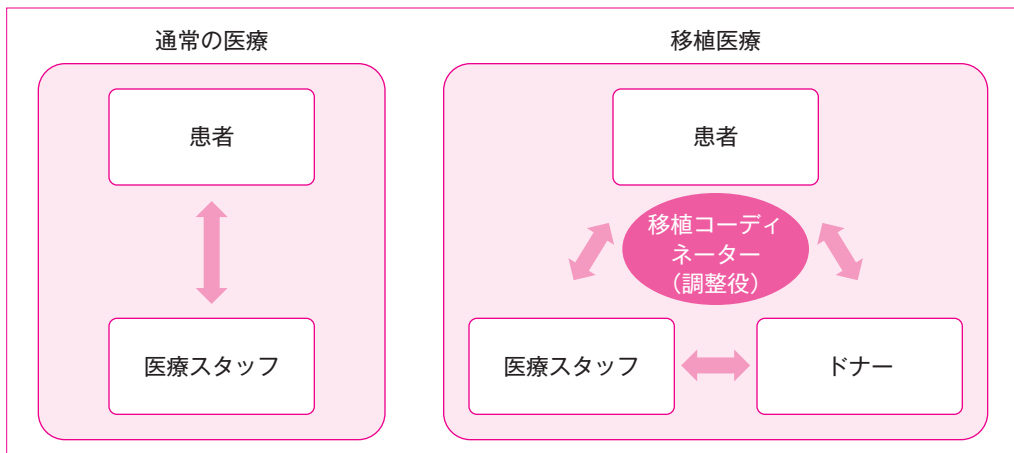 通常の医療
患者
医療スタッフ
移植医療
患者
移植コーディ
ネーター
（調整役）
医療スタッフ
ドナー